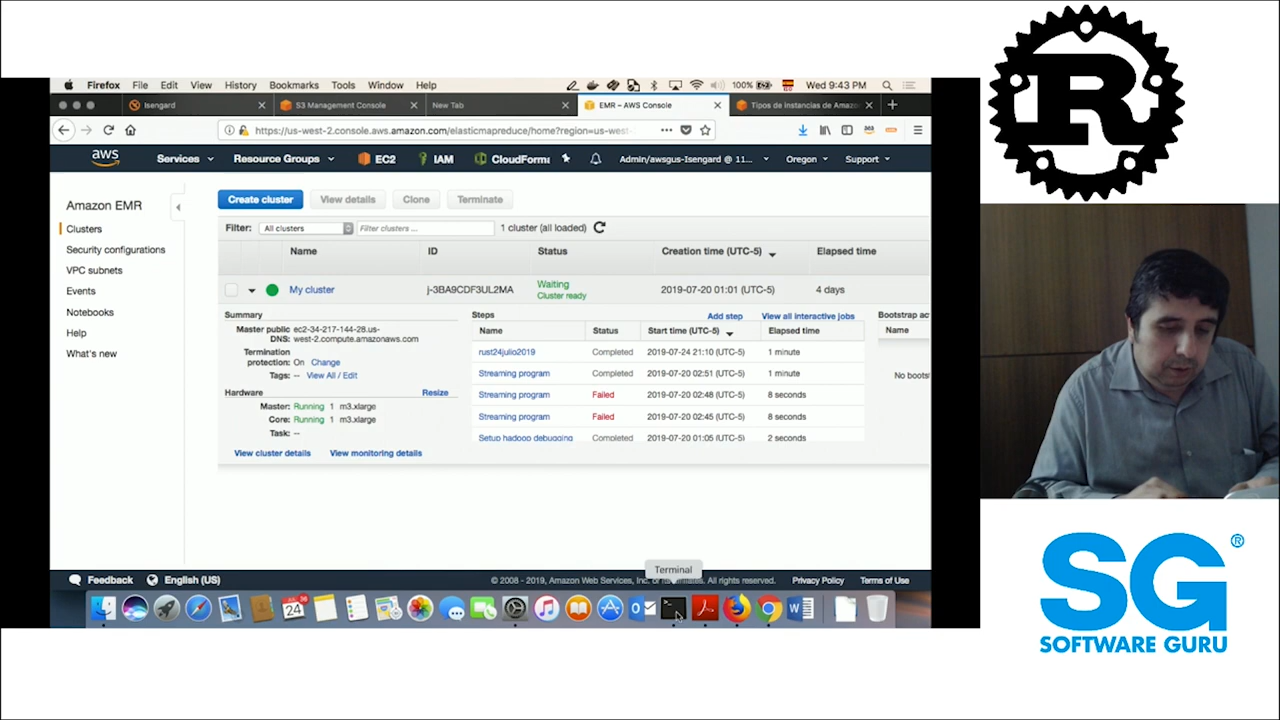 Firefox File Edit View History Bookmarks Tools Window Help 100% Wed 9:43 PM
Isengard S3 Management Console New Tab EMR – AWS Console Tipos de instancias de Amazo
https://us-west-2.console.aws.amazon.com/elasticmapreduce/home?region=us-west-
aws Services Resource Groups EC2 IAM CloudForma Admin/awsgus-Isengard @ 11... Oregon Support
Amazon EMR
Clusters
Security configurations
VPC subnets
Events
Notebooks
Help
What's new
Create cluster View details Clone Terminate
Filter: All clusters Filter clusters ... 1 cluster (all loaded)
Name ID Status Creation time (UTC-5) Elapsed time
My cluster j-3BA9CDF3UL2MA Waiting Cluster ready 2019-07-20 01:01 (UTC-5) 4 days
Summary
Master public DNS: ec2-34-217-144-28.us-west-2.compute.amazonaws.com
Termination protection: On Change
Tags: -- View All / Edit
Hardware Resize
Master: Running 1 m3.xlarge
Core: Running 1 m3.xlarge
Task: --
Steps Add step View all interactive jobs
Name Status Start time (UTC-5) Elapsed time
rust24julio2019 Completed 2019-07-24 21:10 (UTC-5) 1 minute
Streaming program Completed 2019-07-20 02:51 (UTC-5) 1 minute
Streaming program Failed 2019-07-20 02:48 (UTC-5) 8 seconds
Streaming program Failed 2019-07-20 02:45 (UTC-5) 8 seconds
Setup hadoop debugging Completed 2019-07-20 01:05 (UTC-5) 2 seconds
Bootstrap ac
Name
No boots
View cluster details View monitoring details
Terminal
Feedback English (US) © 2008 - 2019, Amazon Web Services, Inc. or All rights reserved. Privacy Policy Terms of Use
24
R
SG®
SOFTWARE GURU